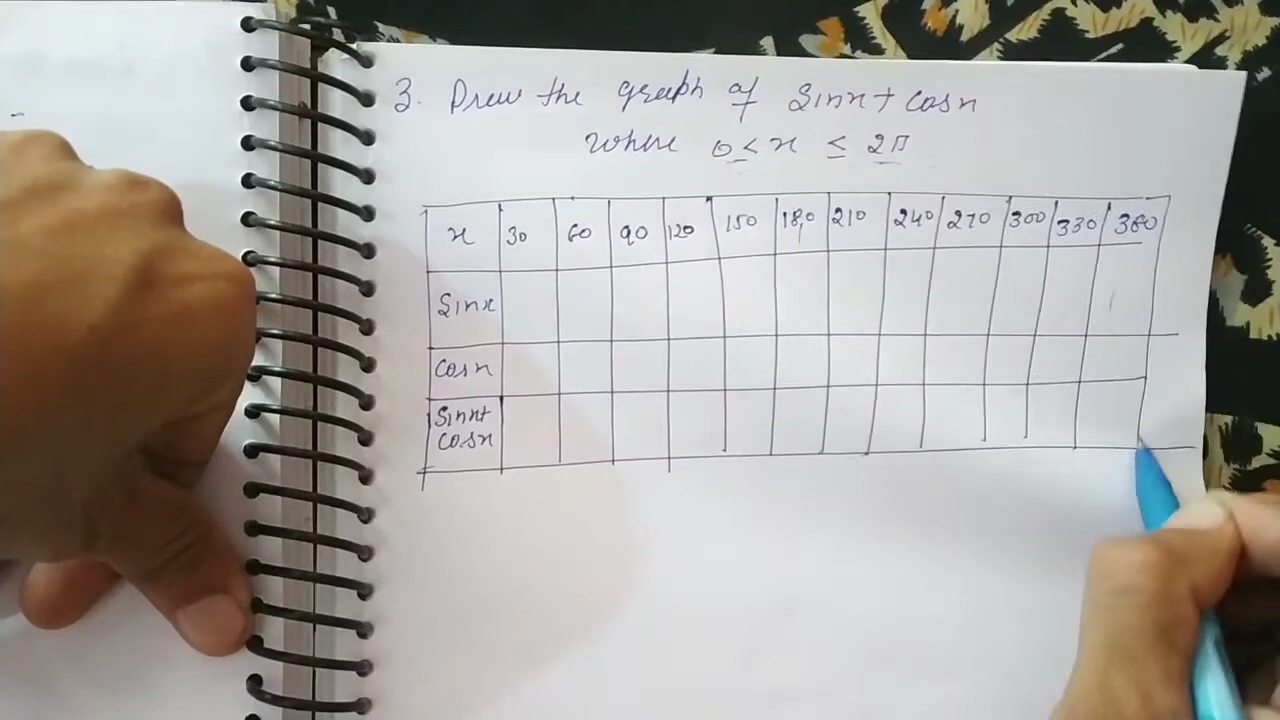 3. Draw the graph of Sinx + cosx
where 0 ≤ x ≤ 2π
x 30 60 90 120 150 180 210 240 270 300 330 360
Sinx
cosx
Sinx+
cosx